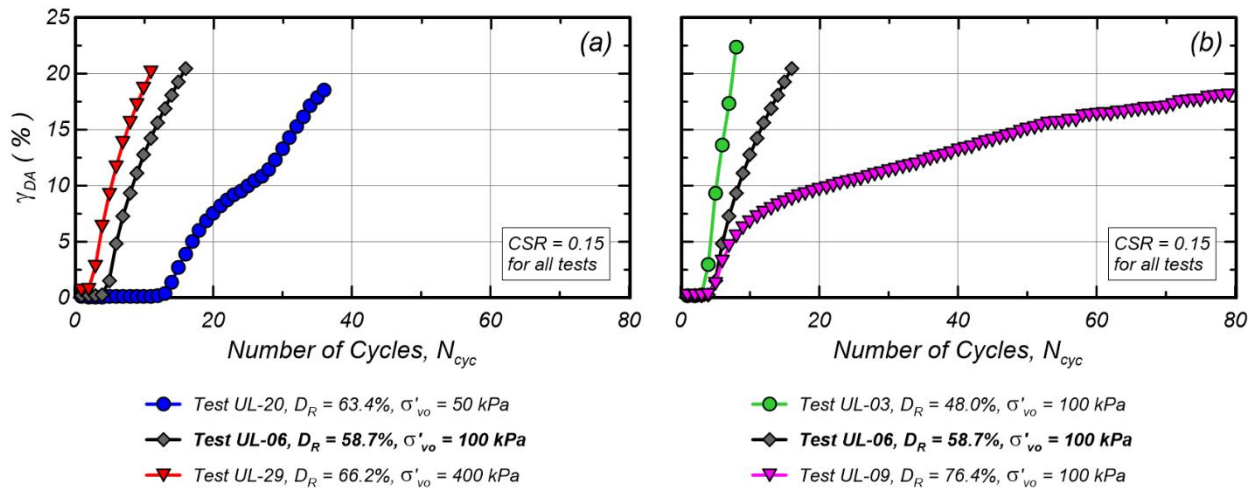 (a)
25
20
15
10
5
0
γDA ( % )
CSR = 0.15
for all tests
0 20 40 60 80
Number of Cycles, Ncyc
Test UL-20, DR = 63.4%, σ'vo = 50 kPa
Test UL-06, DR = 58.7%, σ'vo = 100 kPa
Test UL-29, DR = 66.2%, σ'vo = 400 kPa
(b)
CSR = 0.15
for all tests
0 20 40 60 80
Number of Cycles, Ncyc
Test UL-03, DR = 48.0%, σ'vo = 100 kPa
Test UL-06, DR = 58.7%, σ'vo = 100 kPa
Test UL-09, DR = 76.4%, σ'vo = 100 kPa